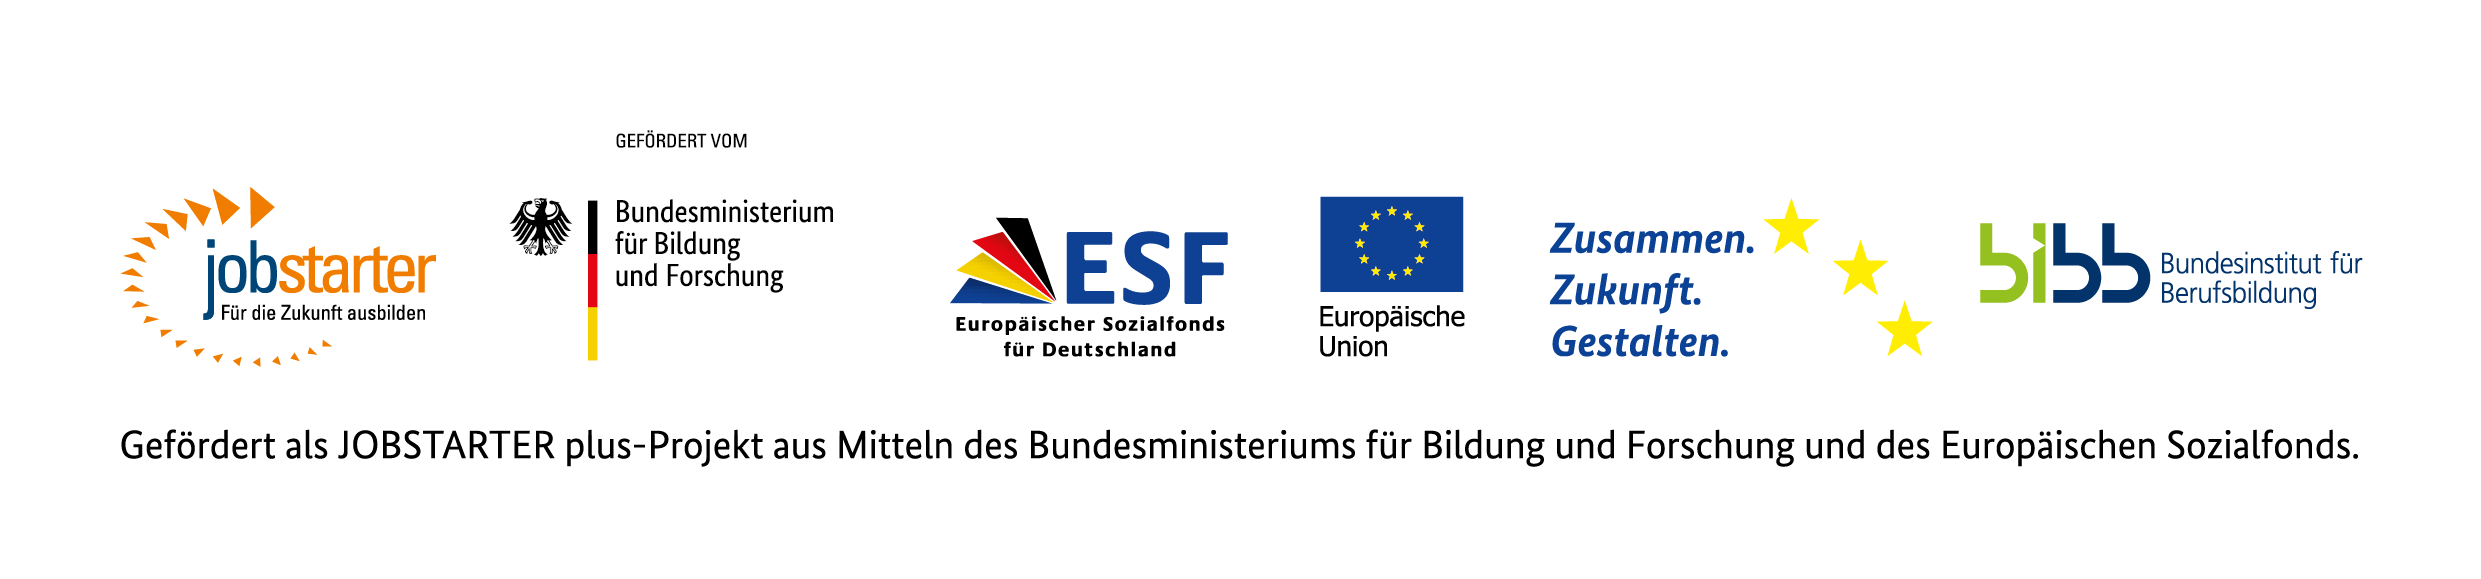 jobstarter
Für die Zukunft ausbilden
GEFÖRDERT VOM
Bundesministerium
für Bildung
und Forschung
ESF
Europäischer Sozialfonds
für Deutschland
Europäische
Union
Zusammen.
Zukunft.
Gestalten.
bibb
Bundesinstitut für
Berufsbildung
Gefördert als JOBSTARTER plus-Projekt aus Mitteln des Bundesministeriums für Bildung und Forschung und des Europäischen Sozialfonds.